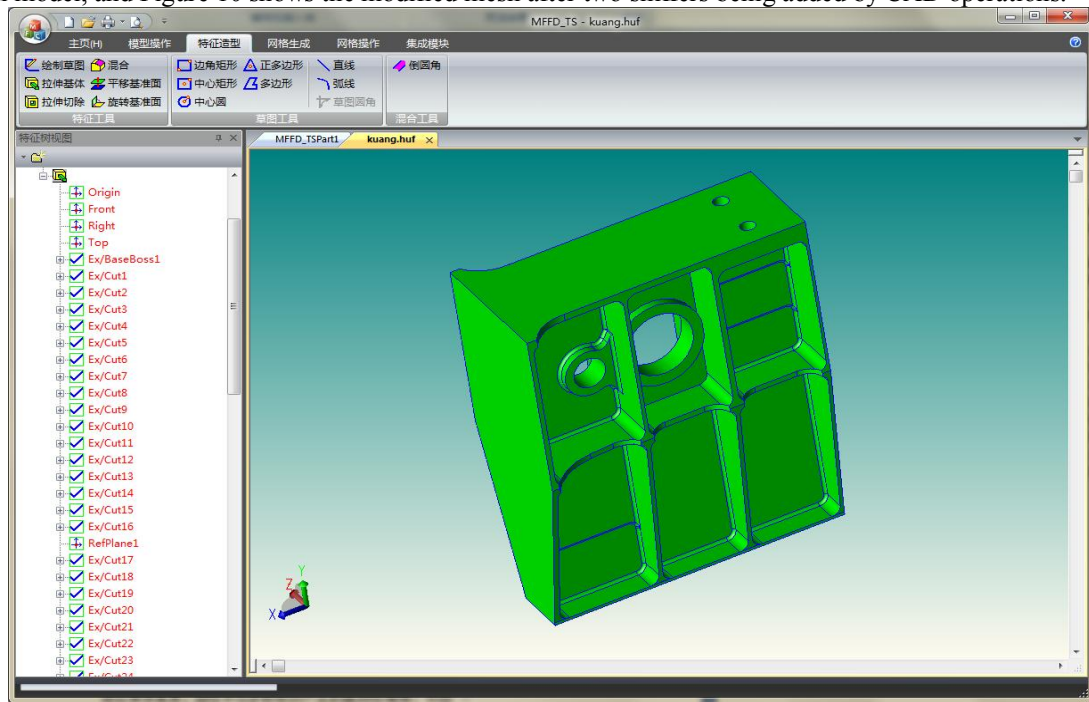 model, and Figure 10 shows the modified mesh after two stiffers being added by CAD operations.
MFFD_TS - kuang.huf
主页(H) 模型操作 特征造型 网格生成 网格操作 集成模块
绘制草图 混合 边角矩形 正多边形 直线 倒圆角
拉伸基体 平移基准面 中心矩形 多边形 弧线
拉伸切除 旋转基准面 中心圆 草图圆角
特征工具 草图工具 混合工具
特征树视图 MFFD_TSPart1 kuang.huf
Origin
Front
Right
Top
Ex/BaseBoss1
Ex/Cut1
Ex/Cut2
Ex/Cut3
Ex/Cut4
Ex/Cut5
Ex/Cut6
Ex/Cut7
Ex/Cut8
Ex/Cut9
Ex/Cut10
Ex/Cut11
Ex/Cut12
Ex/Cut13
Ex/Cut14
Ex/Cut15
Ex/Cut16
RefPlane1
Ex/Cut17
Ex/Cut18
Ex/Cut19
Ex/Cut20
Ex/Cut21
Ex/Cut22
Ex/Cut23
Ex/Cut24
Y
Z
X